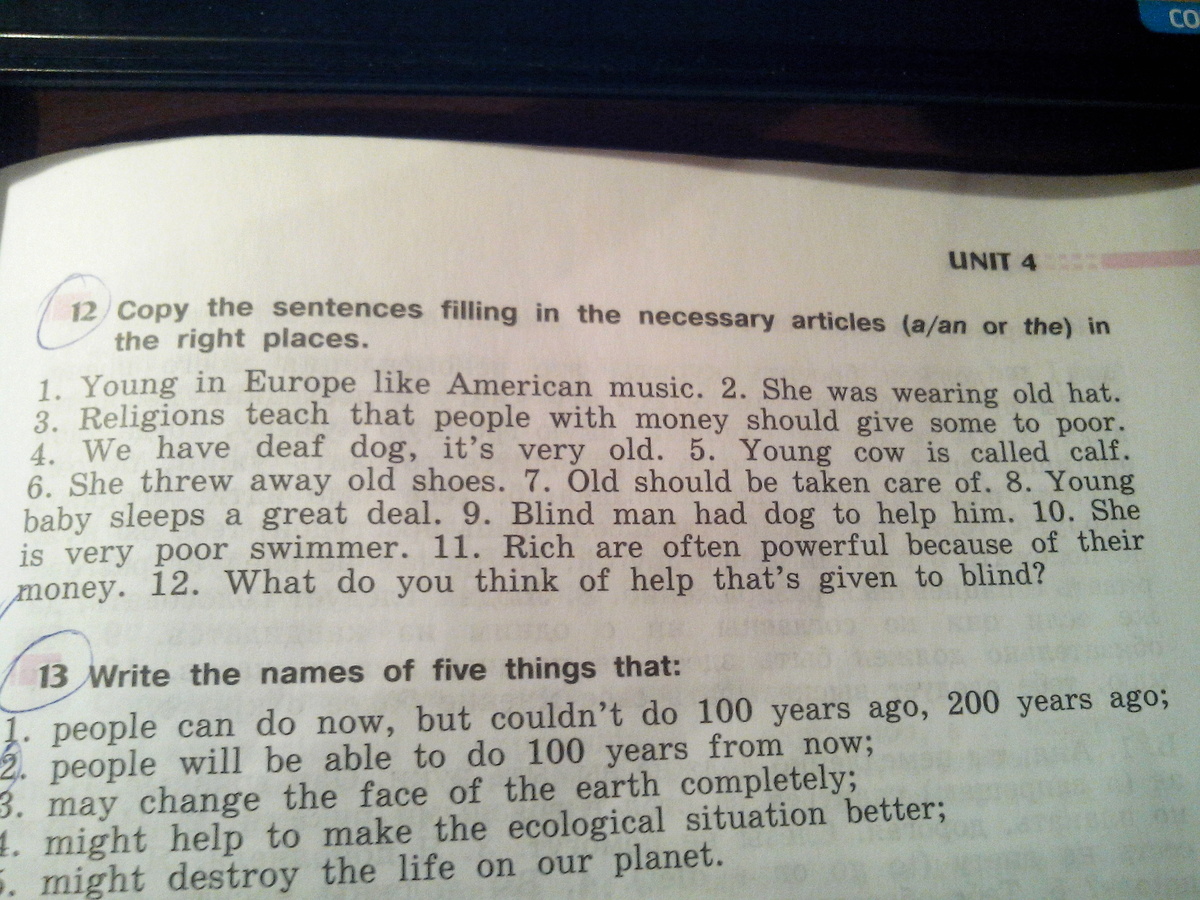 CO
UNIT 4
12 Copy the sentences filling in the necessary articles (a/an or the) in
the right places.
1. Young in Europe like American music. 2. She was wearing old hat.
3. Religions teach that people with money should give some to poor.
4. We have deaf dog, it's very old. 5. Young cow is called calf.
6. She threw away old shoes. 7. Old should be taken care of. 8. Young
baby sleeps a great deal. 9. Blind man had dog to help him. 10. She
is very poor swimmer. 11. Rich are often powerful because of their
money. 12. What do you think of help that's given to blind?
13 Write the names of five things that:
1. people can do now, but couldn't do 100 years ago, 200 years ago;
2. people will be able to do 100 years from now;
3. may change the face of the earth completely;
4. might help to make the ecological situation better;
5. might destroy the life on our planet.